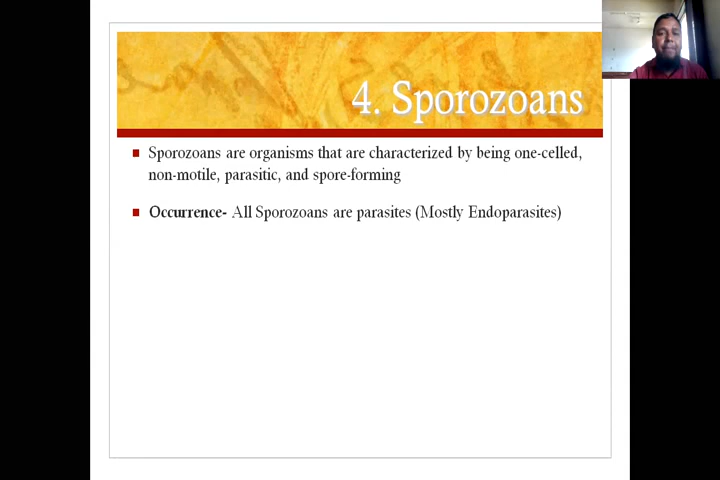 4. Sporozoans
Sporozoans are organisms that are characterized by being one-celled,
non-motile, parasitic, and spore-forming
Occurrence- All Sporozoans are parasites (Mostly Endoparasites)